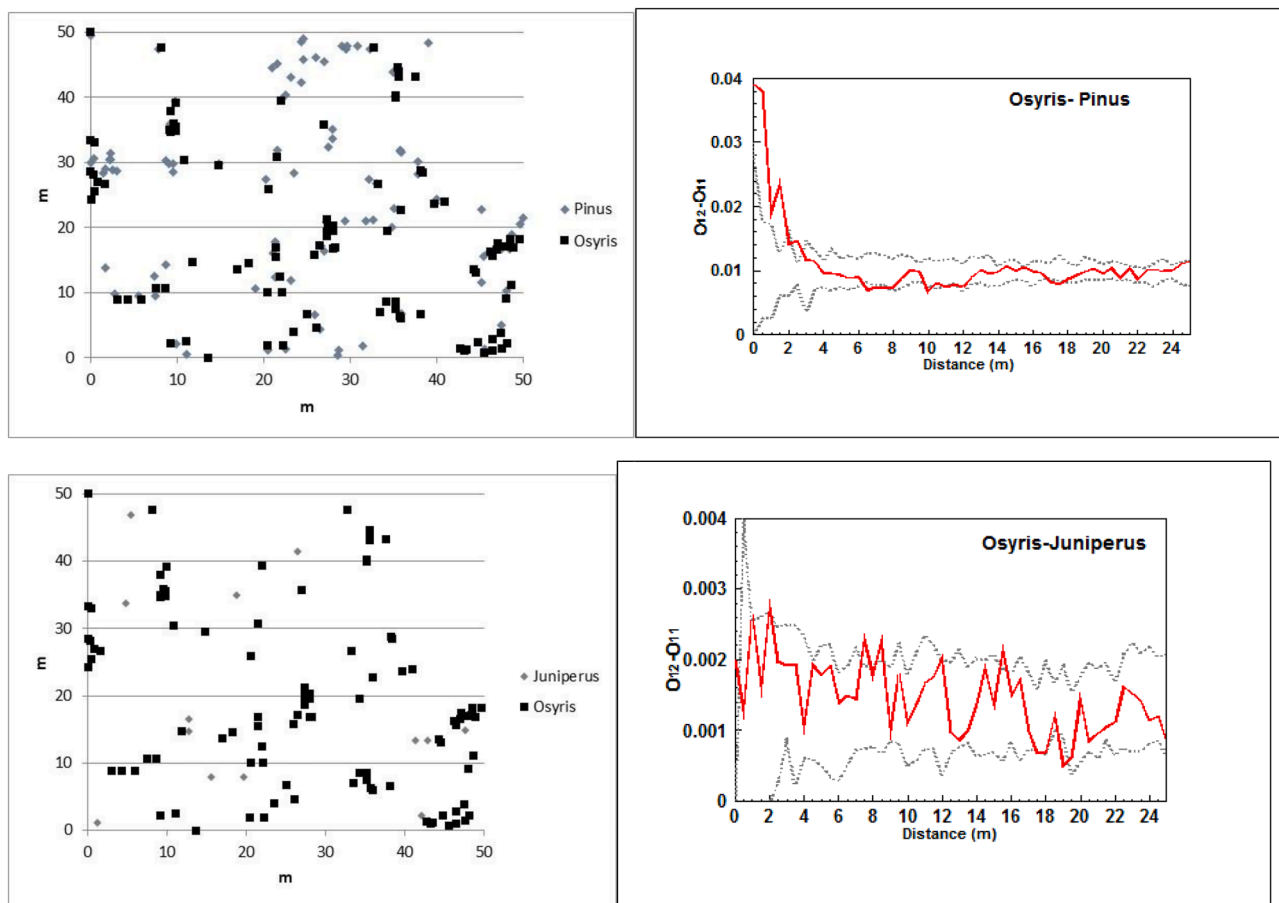 50
40
30
20
10
0
m
0 10 20 30 40 50
m
Pinus
Osyris
Osyris- Pinus
O12-O11
0.04
0.03
0.02
0.01
0
0 2 4 6 8 10 12 14 16 18 20 22 24
Distance (m)
50
40
30
20
10
0
m
0 10 20 30 40 50
m
Juniperus
Osyris
Osyris-Juniperus
O12-O11
0.004
0.003
0.002
0.001
0
0 2 4 6 8 10 12 14 16 18 20 22 24
Distance (m)